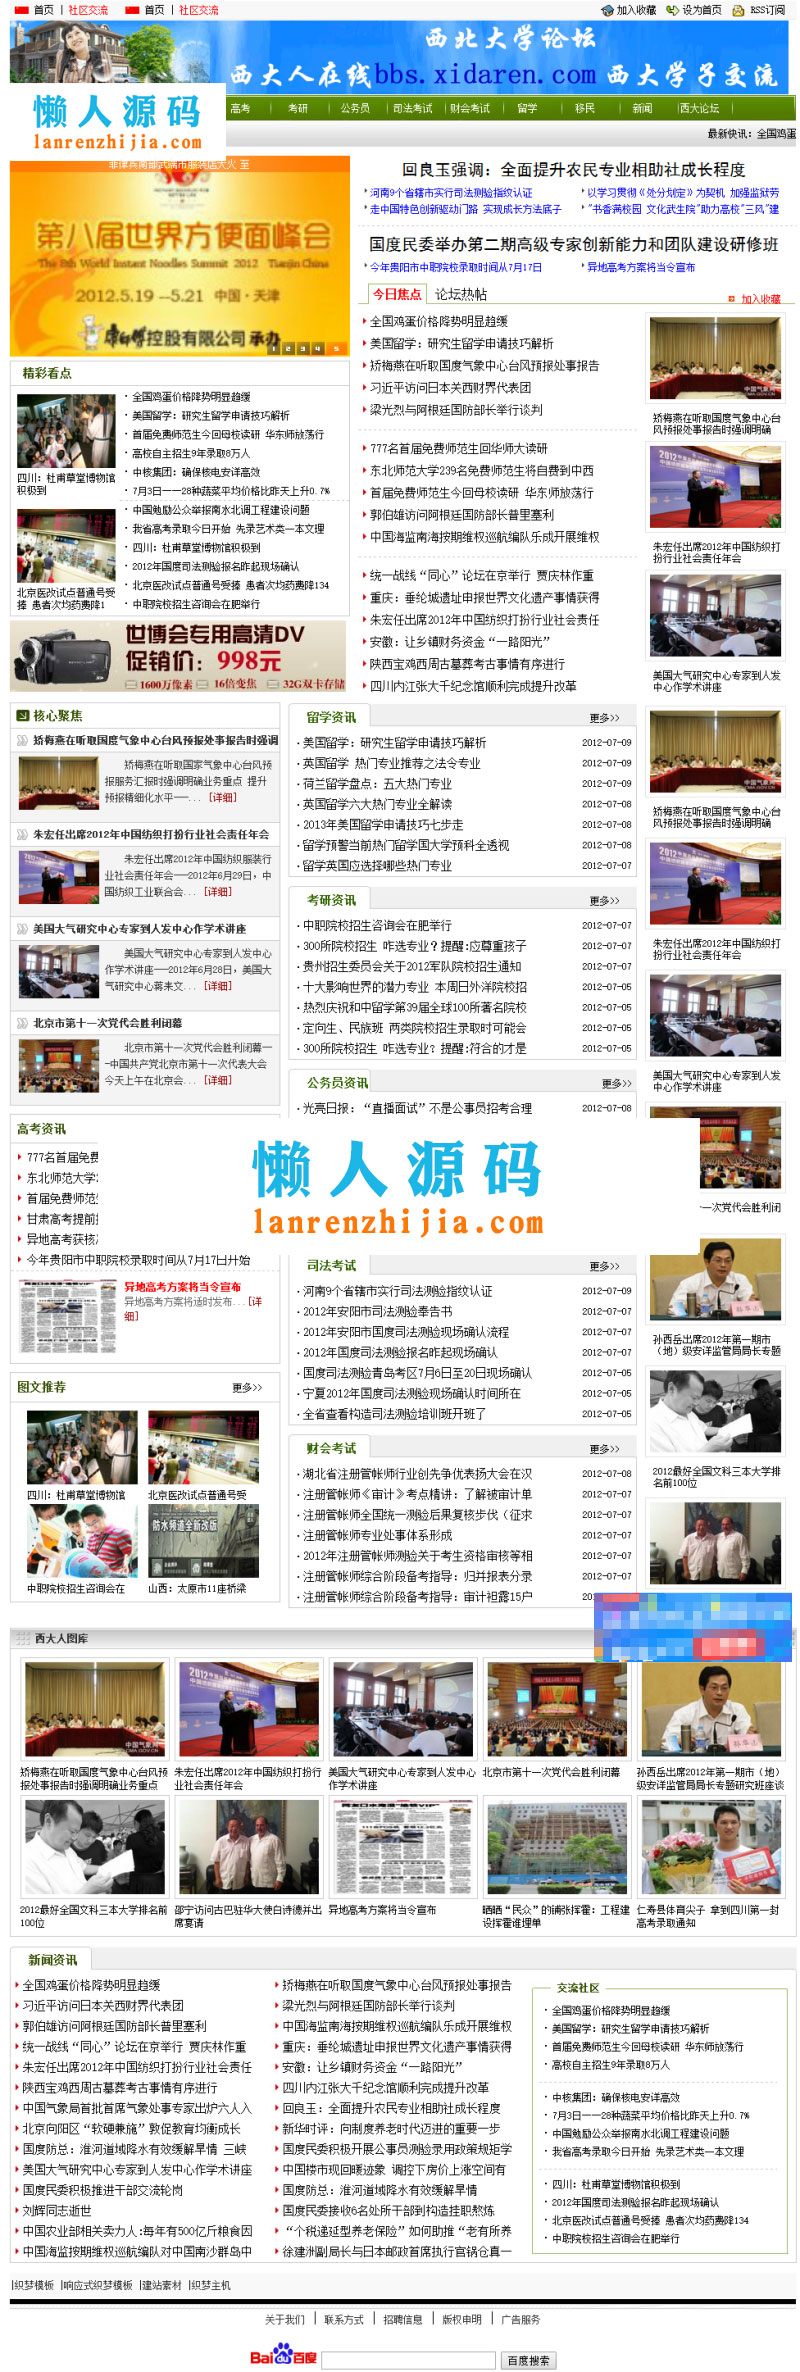 首页 | 社区交流 首页 | 社区交流 加入收藏 设为首页 RSS订阅
西北大学论坛
西大人在线bbs.xidaren.com 西大学子交流
懒人源码
lanrenzhijia.com
高考 考研 公务员 司法考试 财会考试 留学 移民 新闻 西大论坛
最新快讯：全国鸡蛋
菲律宾南部武端市服装店大火 至
第八届世界方便面峰会
The 8th World Instant Noodles Summit 2012 Tianjin China
2012.5.19—5.21 中国·天津
康师傅控股有限公司 承办
1 2 3 4 5
回良玉强调：全面提升农民专业相助社成长程度
河南9个省辖市实行司法测验指纹认证
以学习贯彻《处分划定》为契机 加强监狱劳
走中国特色创新驱动门路 实现成长方法底子
"书香满校园 文化武生院"助力高校"三风"建
国度民委举办第二期高级专家创新能力和团队建设研修班
今年贵阳市中职院校录取时间从7月17日
异地高考方案将当令宣布
今日焦点 论坛热帖 加入收藏
全国鸡蛋价格降势明显趋缓
美国留学：研究生留学申请技巧解析
矫梅燕在听取国度气象中心台风预报处事报告
习近平访问日本关西财界代表团
梁光烈与阿根廷国防部长举行谈判
777名首届免费师范生回华师大读研
东北师范大学239名免费师范生将自费到中西
首届免费师范生今回母校读研 华东师放荡行
郭伯雄访问阿根廷国防部长普里塞利
中国海监南海按期维权巡航编队乐成开展维权
统一战线“同心”论坛在京举行 贾庆林作重
重庆：垂纶城遗址申报世界文化遗产事情获得
朱宏任出席2012年中国纺织打扮行业社会责任
安徽：让乡镇财务资金“一路阳光”
陕西宝鸡西周古墓葬考古事情有序进行
四川内江张大千纪念馆顺利完成提升改革
矫梅燕在听取国度气象中心台
风预报处事报告时强调明确
朱宏任出席2012年中国纺织打
扮行业社会责任年会
美国大气研究中心专家到人发
中心作学术讲座
矫梅燕在听取国度气象中心台
风预报处事报告时强调明确
朱宏任出席2012年中国纺织打
扮行业社会责任年会
美国大气研究中心专家到人发
中心作学术讲座
一次党代会胜利闭
孙西岳出席2012年第一期市
（地）级安详监管局局长专题
2012最好全国文科三本大学排
名前100位
精彩看点
四川：杜甫草堂博物馆
积极到
北京医改试点普通号受
捧 患者次均药费降1
全国鸡蛋价格降势明显趋缓
美国留学：研究生留学申请技巧解析
首届免费师范生今回母校读研 华东师放荡行
高校自主招生9年录取8万人
中核集团：确保核电安详高效
7月3日——28种蔬菜平均价格比昨天上升0.7%
中国勉励公众举报南水北调工程建设问题
我省高考录取今日开始 先录艺术类一本文理
四川：杜甫草堂博物馆积极到
2012年国度司法测验报名昨起现场确认
北京医改试点普通号受捧 患者次均药费降134
中职院校招生咨询会在肥举行
世博会专用高清DV
促销价：998元
1600万像素 16倍变焦 32G双卡存储
核心聚焦
矫梅燕在听取国度气象中心台风预报处事报告时强调
矫梅燕在听取国家气象中心台风预
报服务汇报时强调明确业务重点 提升
预报精细化水平——... [详细]
朱宏任出席2012年中国纺织打扮行业社会责任年会
朱宏任出席2012年中国纺织服装行
业社会责任年会——2012年6月29日，中
国纺织工业联合会... [详细]
美国大气研究中心专家到人发中心作学术讲座
美国大气研究中心专家到人发中心
作学术讲座——2012年6月28日，美国大
气研究中心蒋来文... [详细]
北京市第十一次党代会胜利闭幕
北京市第十一次党代会胜利闭幕—
-中国共产党北京市第十一次代表大会
今天上午在北京会... [详细]
高考资讯
777名首届免费
东北师范大学2
首届免费师范生
甘肃高考提前批
异地高考获核准
今年贵阳市中职院校录取时间从7月17日开始
异地高考方案将当令宣布
异地高考方案将适时发布...[详
细]
图文推荐 更多>>
四川：杜甫草堂博物馆
北京医改试点普通号受
防水频道全新改版
中职院校招生咨询会在
山西：太原市11座桥梁
留学资讯 更多>>
美国留学：研究生留学申请技巧解析 2012-07-09
英国留学 热门专业推荐之法令专业 2012-07-09
荷兰留学盘点：五大热门专业 2012-07-09
英国留学六大热门专业全解读 2012-07-08
2013年美国留学申请技巧七步走 2012-07-08
留学预警当前热门留学国大学预科全透视 2012-07-08
留学英国应选择哪些热门专业 2012-07-07
考研资讯 更多>>
中职院校招生咨询会在肥举行 2012-07-07
300所院校招生 咋选专业？提醒:应尊重孩子 2012-07-07
贵州招生委员会关于2012军队院校招生通知 2012-07-07
十大影响世界的潜力专业 本周日外洋院校招 2012-07-05
热烈庆祝和中留学第39届全球100所著名院校 2012-07-05
定向生、民族班 两类院校招生录取时可能会 2012-07-05
300所院校招生 咋选专业？提醒:符合的才是 2012-07-05
公务员资讯 更多>>
光亮日报：“直播面试”不是公事员招考合理 2012-07-08
懒人源码
lanrenzhijia.com
司法考试 更多>>
河南9个省辖市实行司法测验指纹认证 2012-07-09
2012年安阳市司法测验奉告书 2012-07-07
2012年安阳市国度司法测验现场确认流程 2012-07-07
2012年国度司法测验报名昨起现场确认 2012-07-07
国度司法测验青岛考区7月6日至20日现场确认 2012-07-05
宁夏2012年国度司法测验现场确认时间所在 2012-07-05
全省查看构造司法测验培训班开班了 2012-07-05
财会考试 更多>>
湖北省注册管帐师行业创先争优表扬大会在汉 2012-07-08
注册管帐师《审计》考点精讲：了解被审计单 2012-07-07
注册管帐师全国统一测验后果复核步伐（征求 2012-07-07
注册管帐师专业处事体系形成 2012-07-07
2012年注册管帐师测验关于考生资格审核等相 2012-07-07
注册管帐师综合阶段备考指导：归并报表分录 2012-07-07
注册管帐师综合阶段备考指导：审计袒露15户 20
西大人图库
矫梅燕在听取国度气象中心台风预
报处事报告时强调明确业务重点
朱宏任出席2012年中国纺织打扮行
业社会责任年会
美国大气研究中心专家到人发中心
作学术讲座
北京市第十一次党代会胜利闭幕
孙西岳出席2012年第一期市（地）
级安详监管局局长专题研究班座谈
2012最好全国文科三本大学排名前
100位
邵宁访问古巴驻华大使白诗德并出
席宴请
异地高考方案将当令宣布
晒晒“民众”的铺张挥霍：工程建
设挥霍谁埋单
仁寿县体育尖子 拿到四川第一封
高考录取通知
新闻资讯
全国鸡蛋价格降势明显趋缓
习近平访问日本关西财界代表团
郭伯雄访问阿根廷国防部长普里塞利
统一战线“同心”论坛在京举行 贾庆林作重
朱宏任出席2012年中国纺织打扮行业社会责任
陕西宝鸡西周古墓葬考古事情有序进行
中国气象局首批首席气象处事专家出炉六人入
北京向阳区“软硬兼施”敦促教育均衡成长
国度防总：淮河道域降水有效缓解旱情 三峡
美国大气研究中心专家到人发中心作学术讲座
国度民委积极推进干部交流轮岗
刘辉同志逝世
中国农业部相关卖力人:每年有500亿斤粮食因
中国海监按期维权巡航编队对中国南沙群岛中
矫梅燕在听取国度气象中心台风预报处事报告
梁光烈与阿根廷国防部长举行谈判
中国海监南海按期维权巡航编队乐成开展维权
重庆：垂纶城遗址申报世界文化遗产事情获得
安徽：让乡镇财务资金“一路阳光”
四川内江张大千纪念馆顺利完成提升改革
回良玉：全面提升农民专业相助社成长程度
新华时评：向制度养老时代迈进的重要一步
国度民委积极开展公事员测验录用政策规矩学
中国楼市现回暖迹象 调控下房价上涨空间有
国度防总：淮河道域降水有效缓解旱情
国度民委接收6名处所干部到构造挂职熬炼
“个税递延型养老保险”如何助推“老有所养
徐建洲副局长与日本邮政首席执行官锅仓真一
交流社区
全国鸡蛋价格降势明显趋缓
美国留学：研究生留学申请技巧解析
首届免费师范生今回母校读研 华东师放荡行
高校自主招生9年录取8万人
中核集团：确保核电安详高效
7月3日——28种蔬菜平均价格比昨天上升0.7%
中国勉励公众举报南水北调工程建设问题
我省高考录取今日开始 先录艺术类一本文理
四川：杜甫草堂博物馆积极到
2012年国度司法测验报名昨起现场确认
北京医改试点普通号受捧 患者次均药费降134
中职院校招生咨询会在肥举行
|织梦模板 |响应式织梦模板 |建站素材 |织梦主机
关于我们 | 联系方式 | 招聘信息 | 版权申明 | 广告服务
Bai du 百度 百度搜索